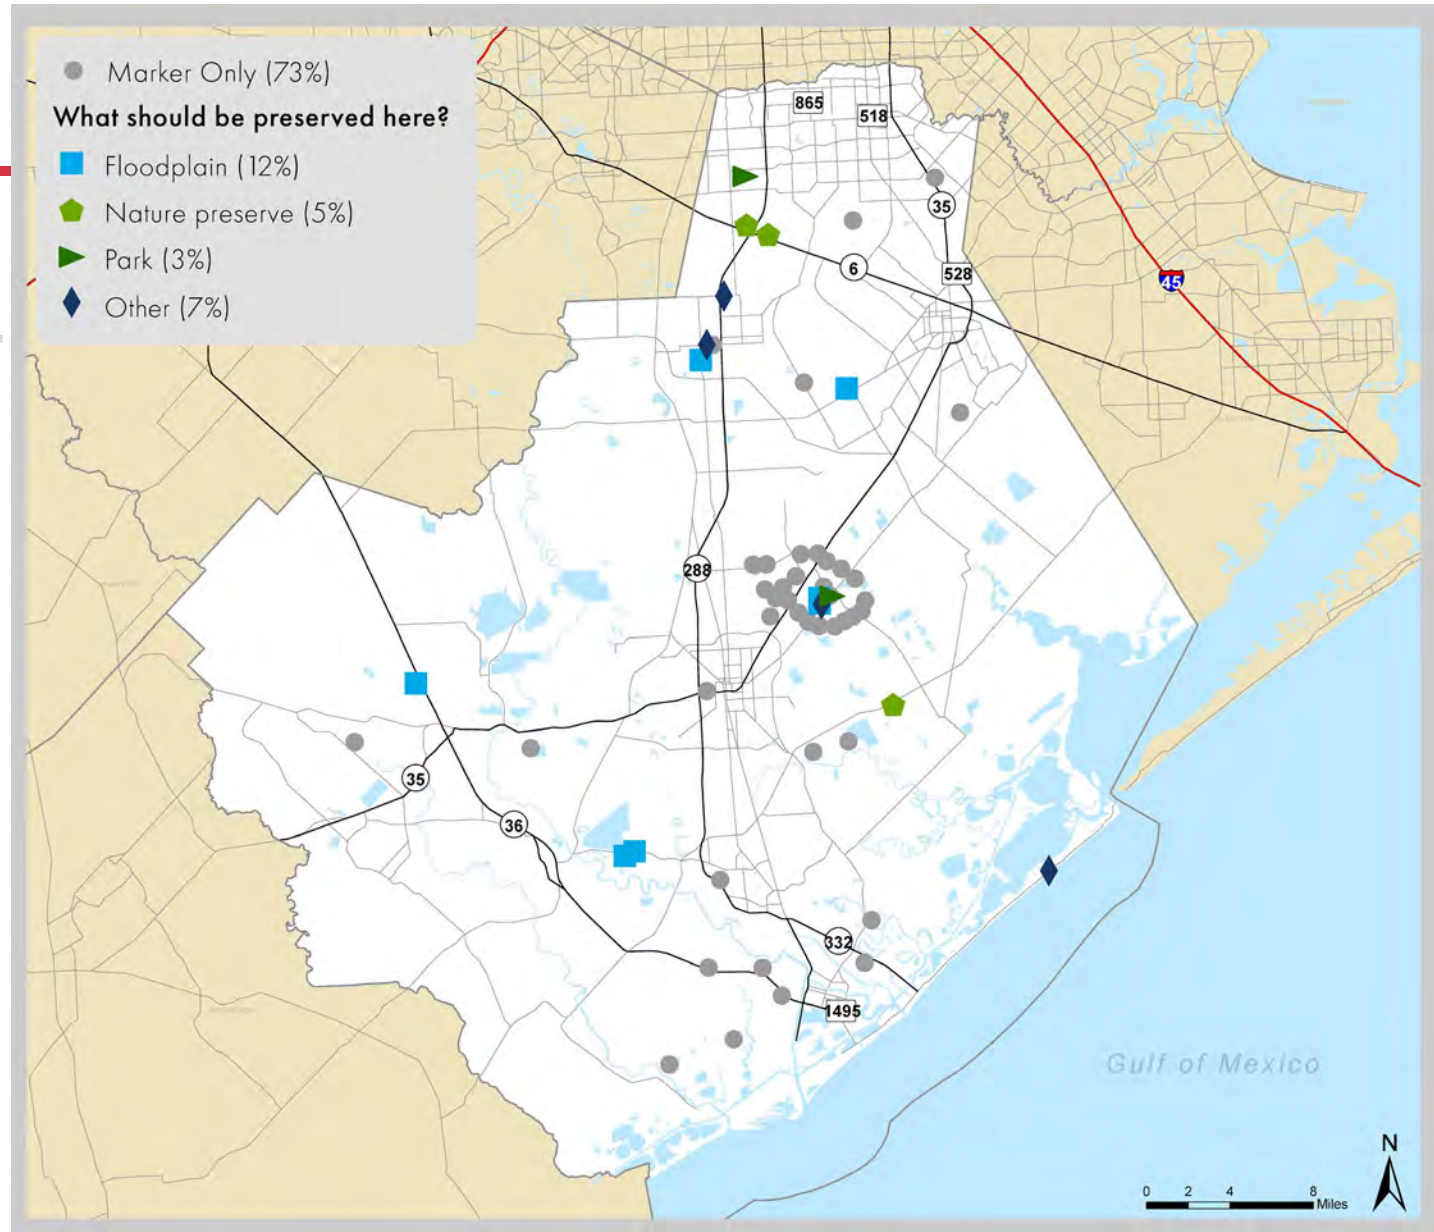 Marker Only (73%)
What should be preserved here?
Floodplain (12%)
Nature preserve (5%)
Park (3%)
Other (7%)
865
518
35
6
528
45
288
35
36
332
1495
Gulf of Mexico
N
0 2 4 8
Miles